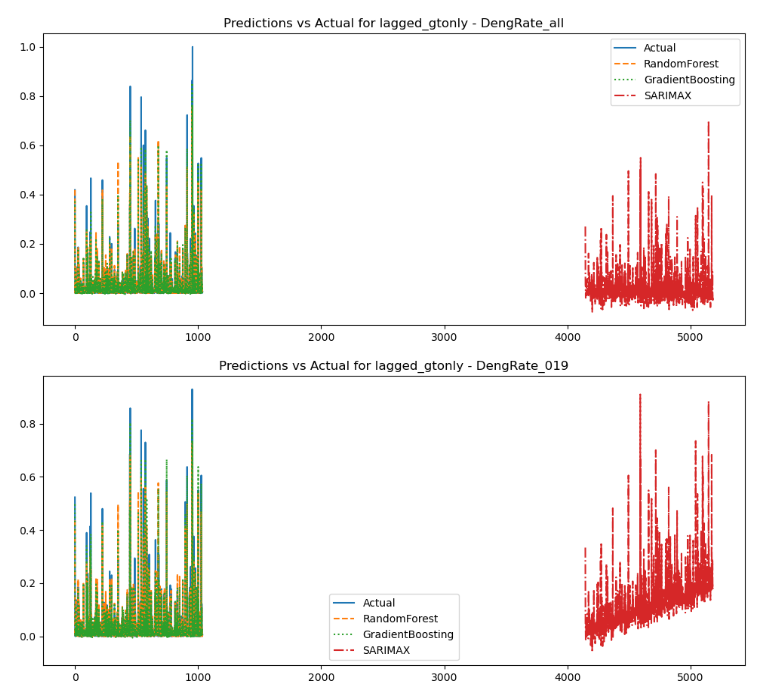 Predictions vs Actual for lagged_gtonly - DengRate_all
1.0
0.8
0.6
0.4
0.2
0.0
Actual
RandomForest
GradientBoosting
SARIMAX
0 1000 2000 3000 4000 5000
Predictions vs Actual for lagged_gtonly - DengRate_019
0.8
0.6
0.4
0.2
0.0
Actual
RandomForest
GradientBoosting
SARIMAX
0 1000 2000 3000 4000 5000